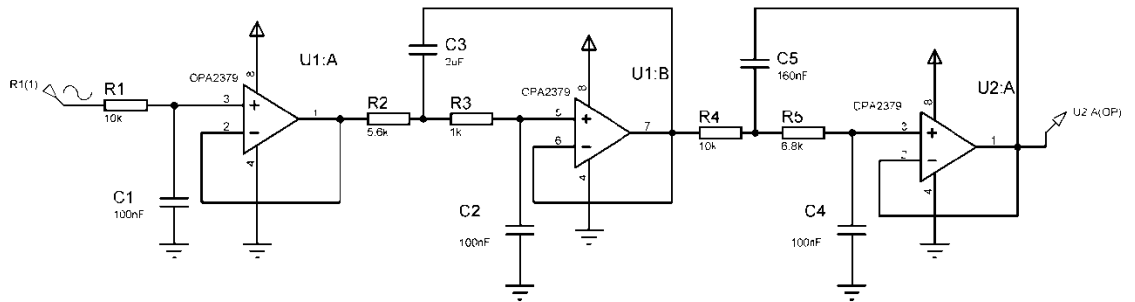 R1(1)
R1
10k
C1
100nF
OPA2379
U1:A
3
2
8
4
1
R2
5.6k
C3
2uF
R3
1k
C2
100nF
OPA2379
U1:B
5
6
8
4
7
R4
10k
C5
160nF
R5
6.8k
C4
100nF
OPA2379
U2:A
3
2
8
4
1
U2 A(OP)